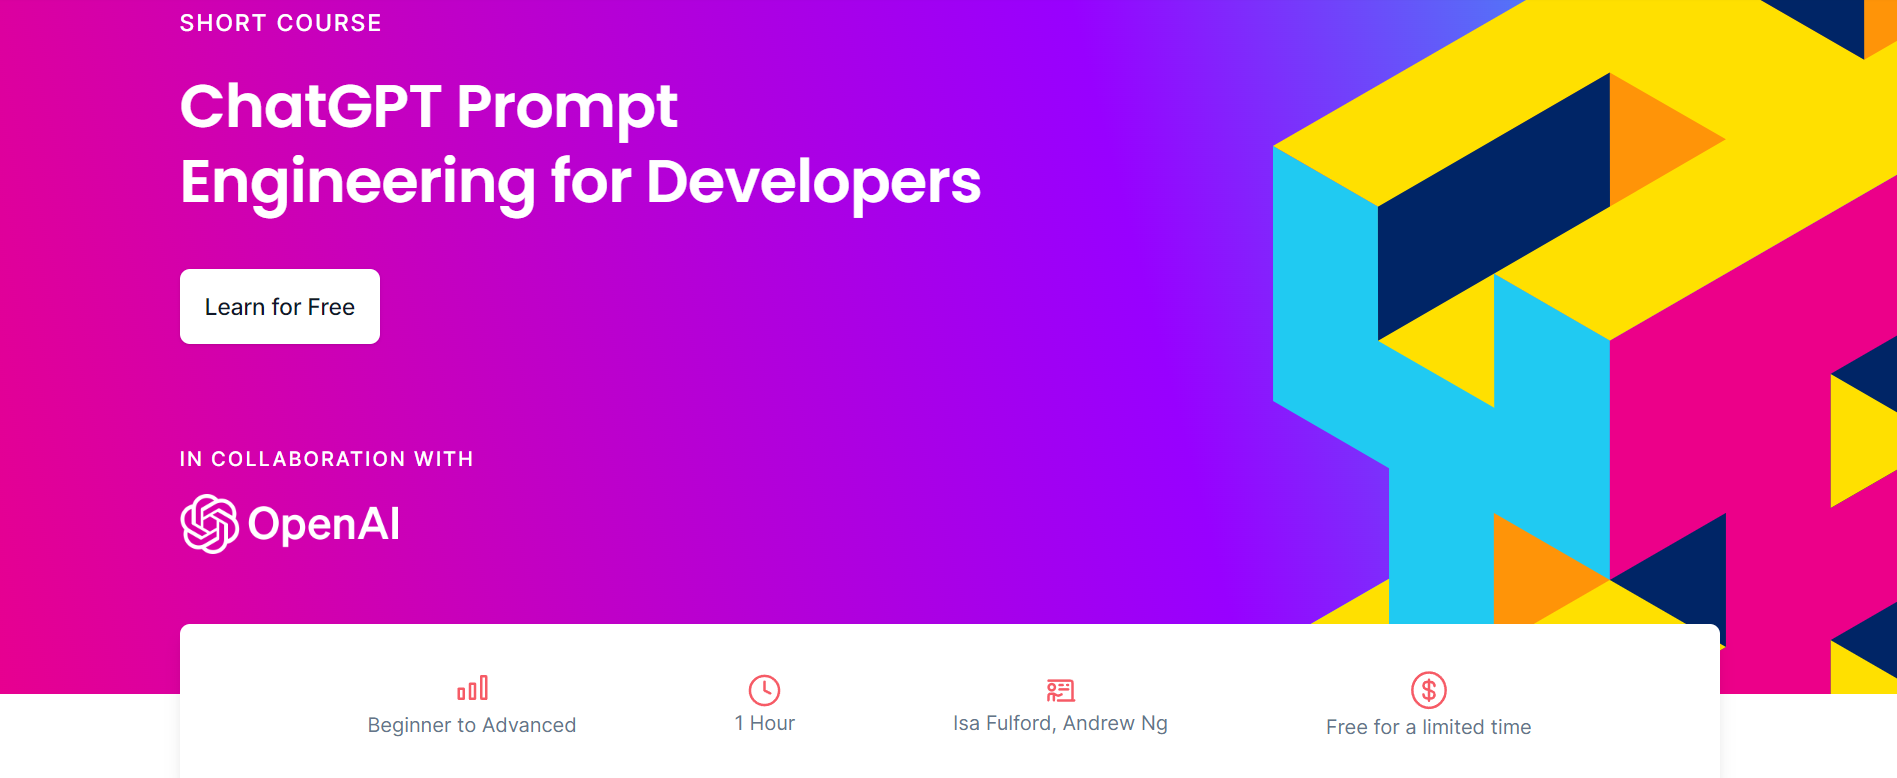 SHORT COURSE
ChatGPT Prompt
Engineering for Developers
Learn for Free
IN COLLABORATION WITH
OpenAI
Beginner to Advanced
1 Hour
Isa Fulford, Andrew Ng
Free for a limited time